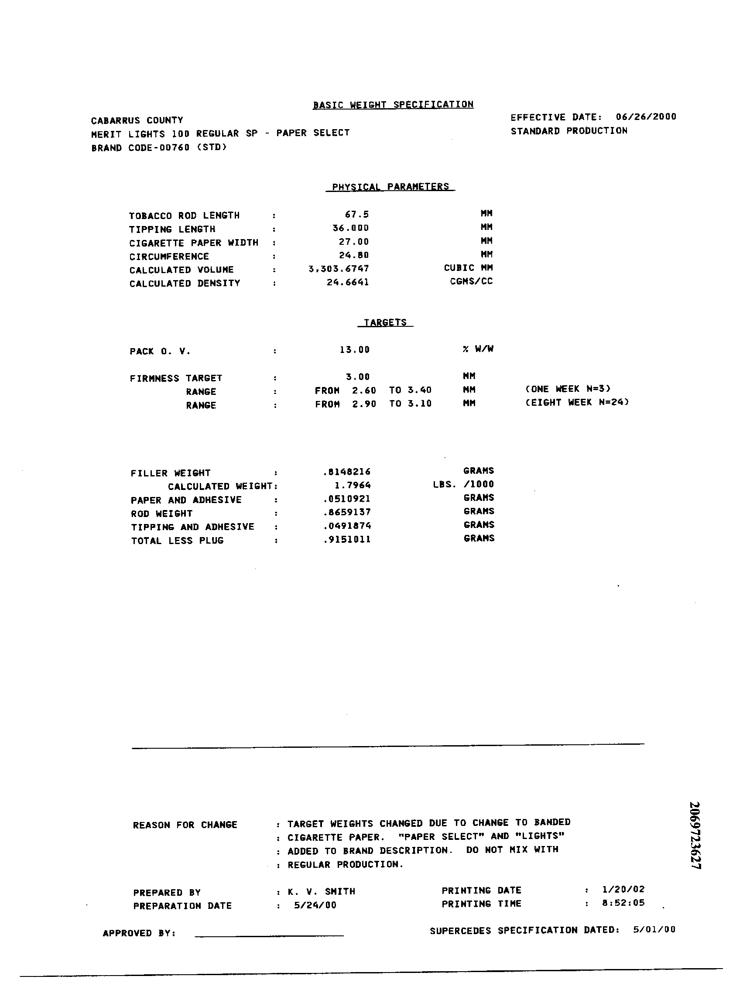 BASIC WEIGHT SPECIFICATION
CABARRUS COUNTY EFFECTIVE DATE: 06/26/2000
MERIT LIGHTS 100 REGULAR SP - PAPER SELECT STANDARD PRODUCTION
BRAND CODE-00760 (STD)
PHYSICAL PARAMETERS
TOBACCO ROD LENGTH : 67.5 MM
TIPPING LENGTH : 36.000 MM
CIGARETTE PAPER WIDTH : 27.00 MM
CIRCUMFERENCE : 24.80 MM
CALCULATED VOLUME : 3,303.6747 CUBIC MM
CALCULATED DENSITY : 24.6641 CGMS/CC
TARGETS
PACK O. V. : 13.00 % W/W
FIRMNESS TARGET : 3.00 MM
RANGE : FROM 2.60 TO 3.40 MM (ONE WEEK N=3)
RANGE : FROM 2.90 TO 3.10 MM (EIGHT WEEK N=24)
FILLER WEIGHT : .8148216 GRAMS
CALCULATED WEIGHT: 1.7964 LBS. /1000
PAPER AND ADHESIVE : .0510921 GRAMS
ROD WEIGHT : .8659137 GRAMS
TIPPING AND ADHESIVE : .0491874 GRAMS
TOTAL LESS PLUG : .9151011 GRAMS
REASON FOR CHANGE : TARGET WEIGHTS CHANGED DUE TO CHANGE TO BANDED
: CIGARETTE PAPER. "PAPER SELECT" AND "LIGHTS"
: ADDED TO BRAND DESCRIPTION. DO NOT MIX WITH
: REGULAR PRODUCTION.
PREPARED BY : K. V. SMITH PRINTING DATE : 1/20/02
PREPARATION DATE : 5/24/00 PRINTING TIME : 8:52:05
APPROVED BY: SUPERCEDES SPECIFICATION DATED: 5/01/00
2069723627